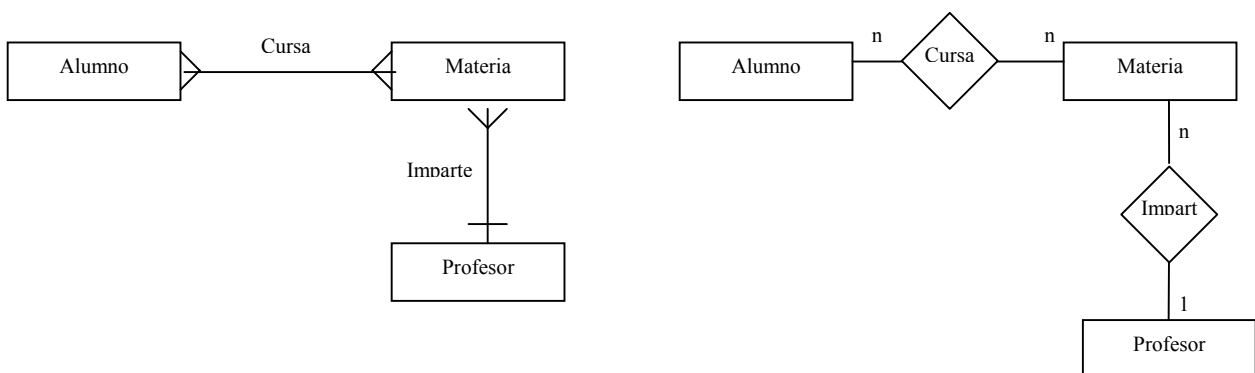 Cursa
Alumno
Materia
Imparte
Profesor
n
n
Alumno
Cursa
Materia
n
Impart
1
Profesor